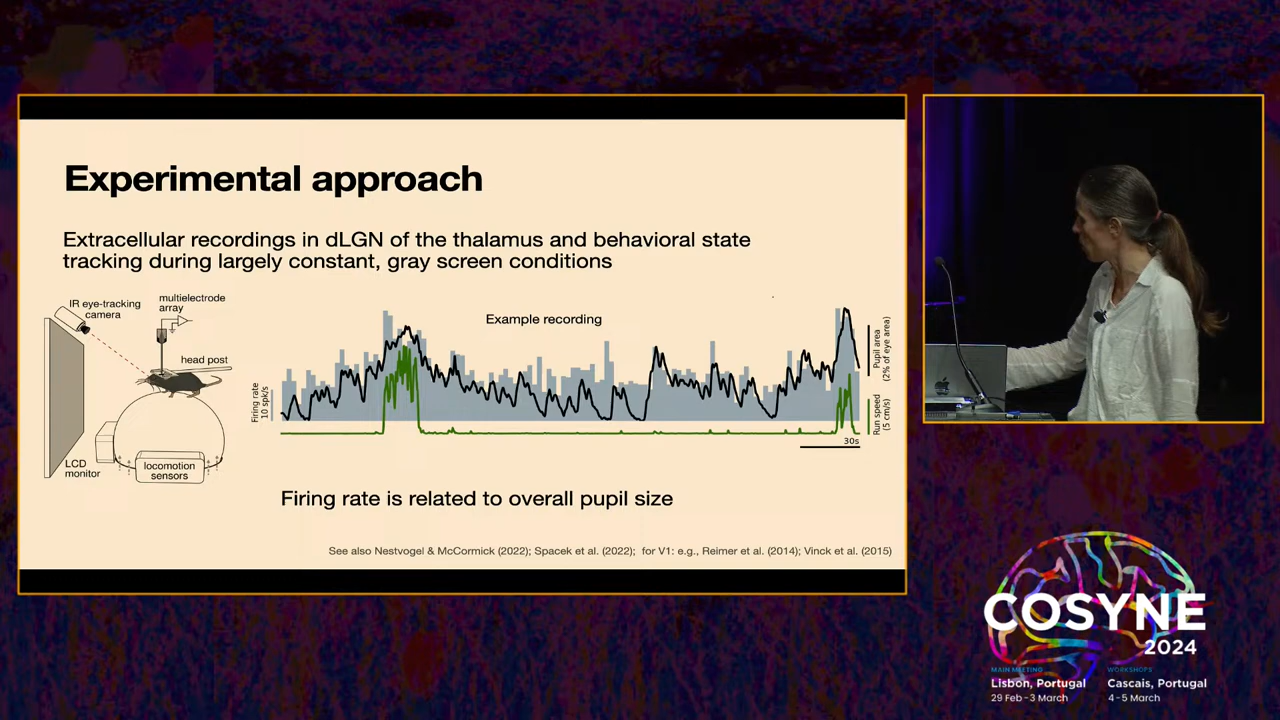 Experimental approach
Extracellular recordings in dLGN of the thalamus and behavioral state
tracking during largely constant, gray screen conditions
IR eye-tracking
camera
multielectrode
array
head post
LCD
monitor
locomotion
sensors
Example recording
Firing rate
10 spk/s
Pupil area
(2% of eye area)
Run speed
(5 cm/s)
30s
Firing rate is related to overall pupil size
See also Nestvogel & McCormick (2022); Spacek et al. (2022); for V1: e.g., Reimer et al. (2014); Vinck et al. (2015)
COSYNE
2024
MAIN MEETING
Lisbon, Portugal
29 Feb - 3 March
WORKSHOPS
Cascais, Portugal
4 - 5 March